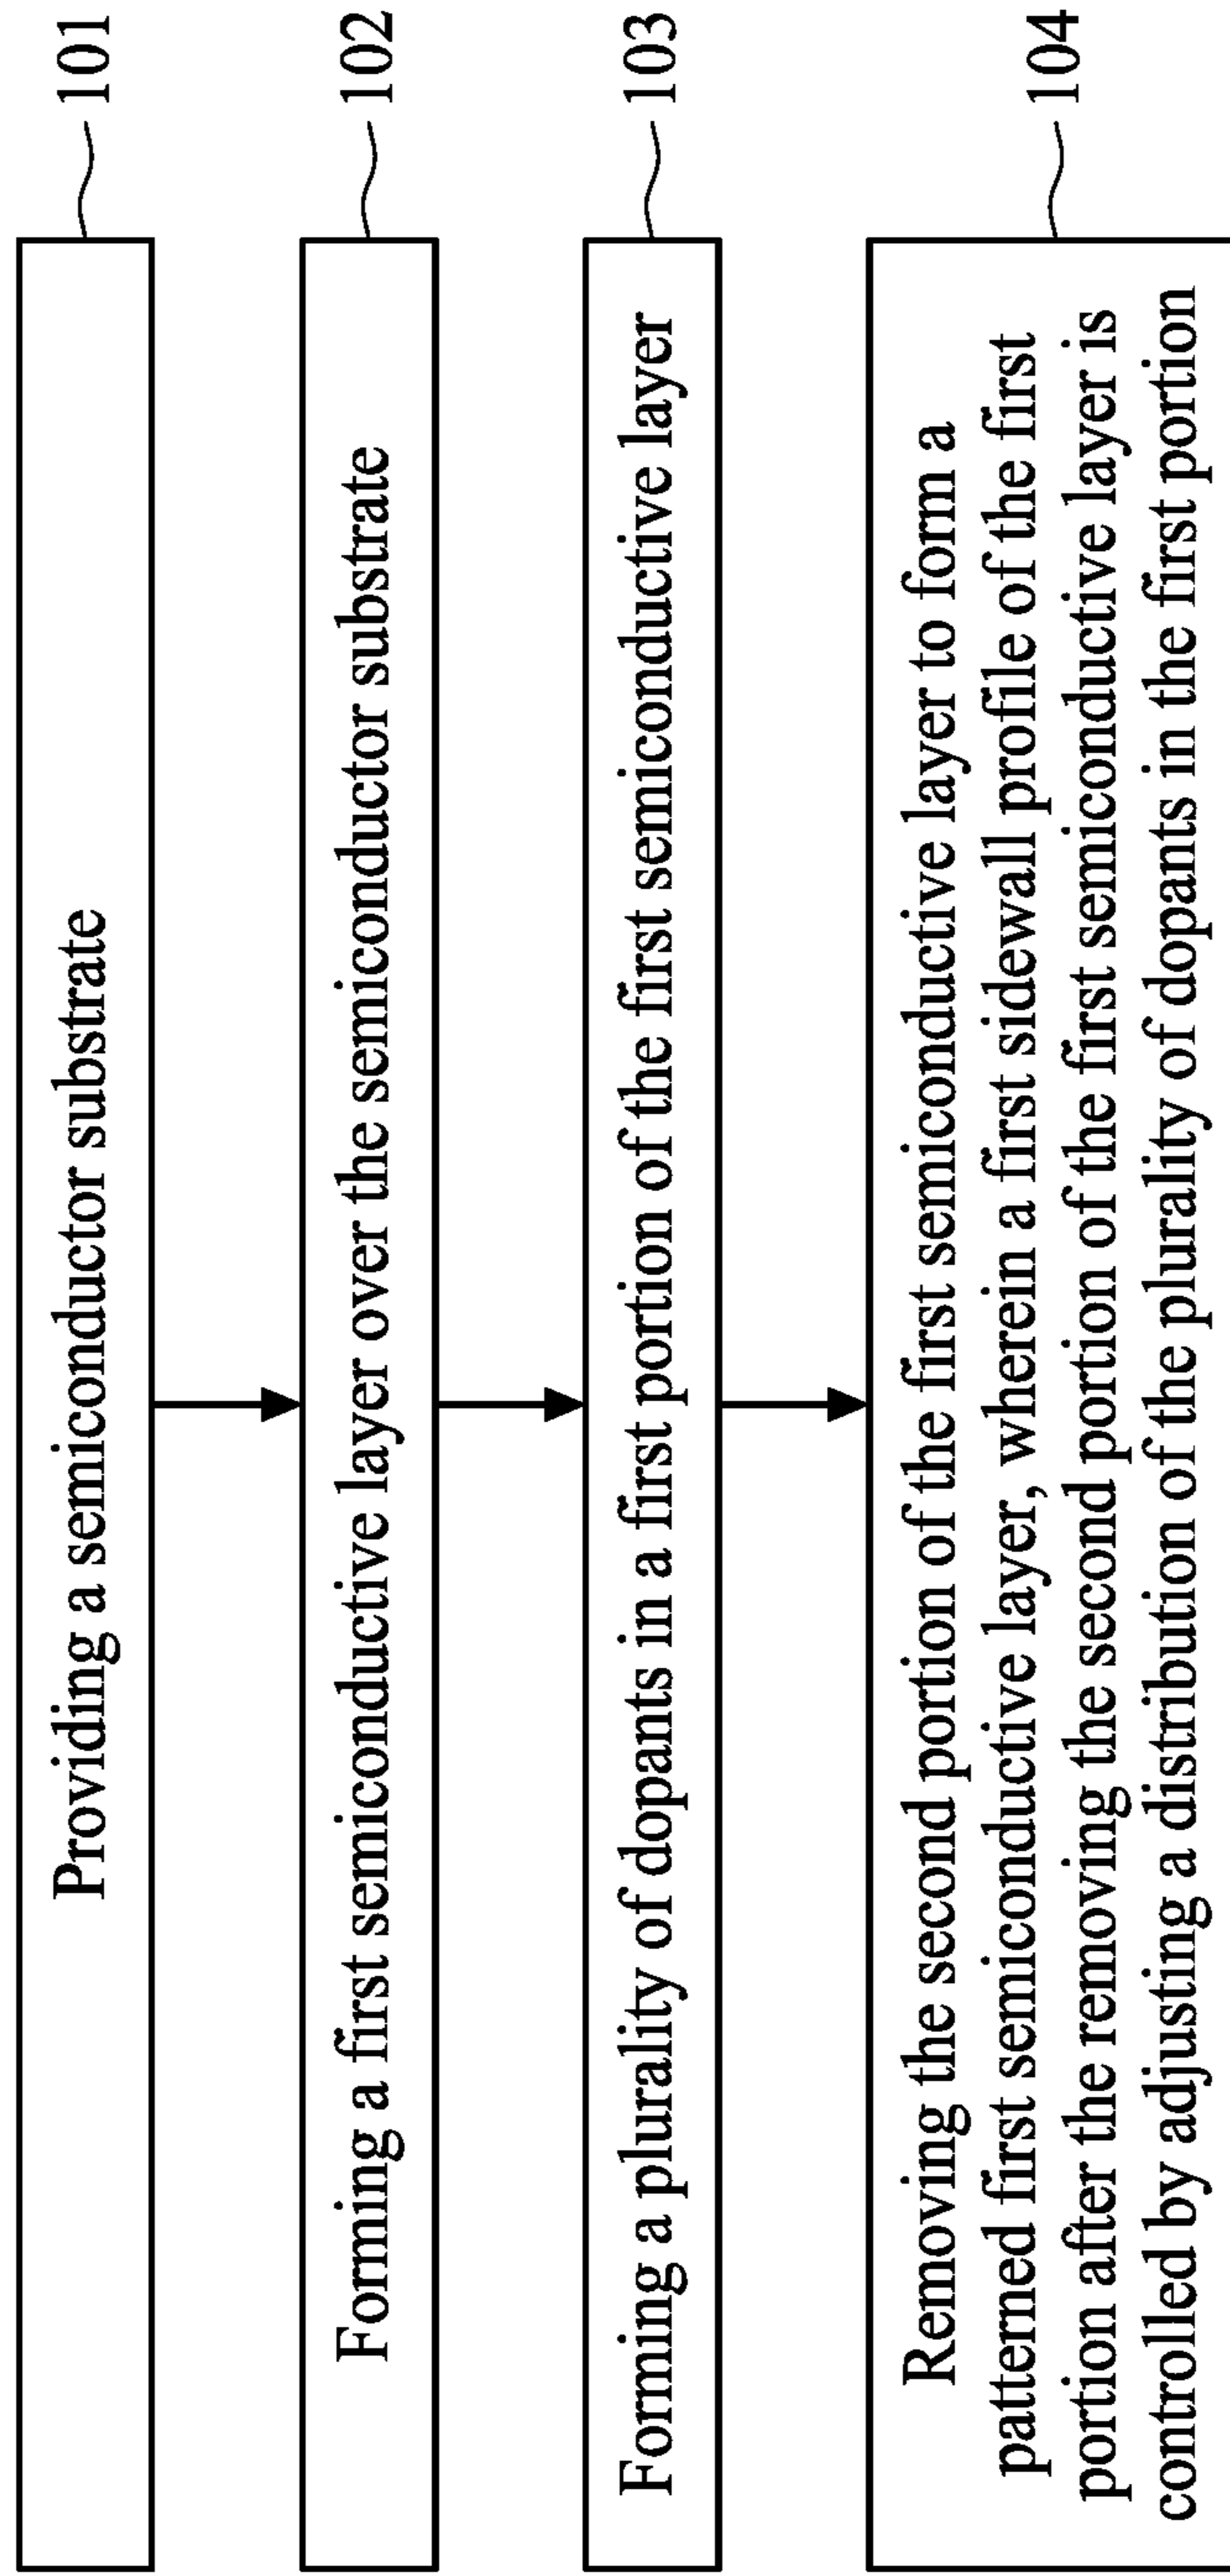 Providing a semiconductor substrate
101
Forming a first semiconductive layer over the semiconductor substrate
102
Forming a plurality of dopants in a first portion of the first semiconductive layer
103
Removing the second portion of the first semiconductive layer to form a
patterned first semiconductive layer, wherein a first sidewall profile of the first
portion after the removing the second portion of the first semiconductive layer is
controlled by adjusting a distribution of the plurality of dopants in the first portion
104